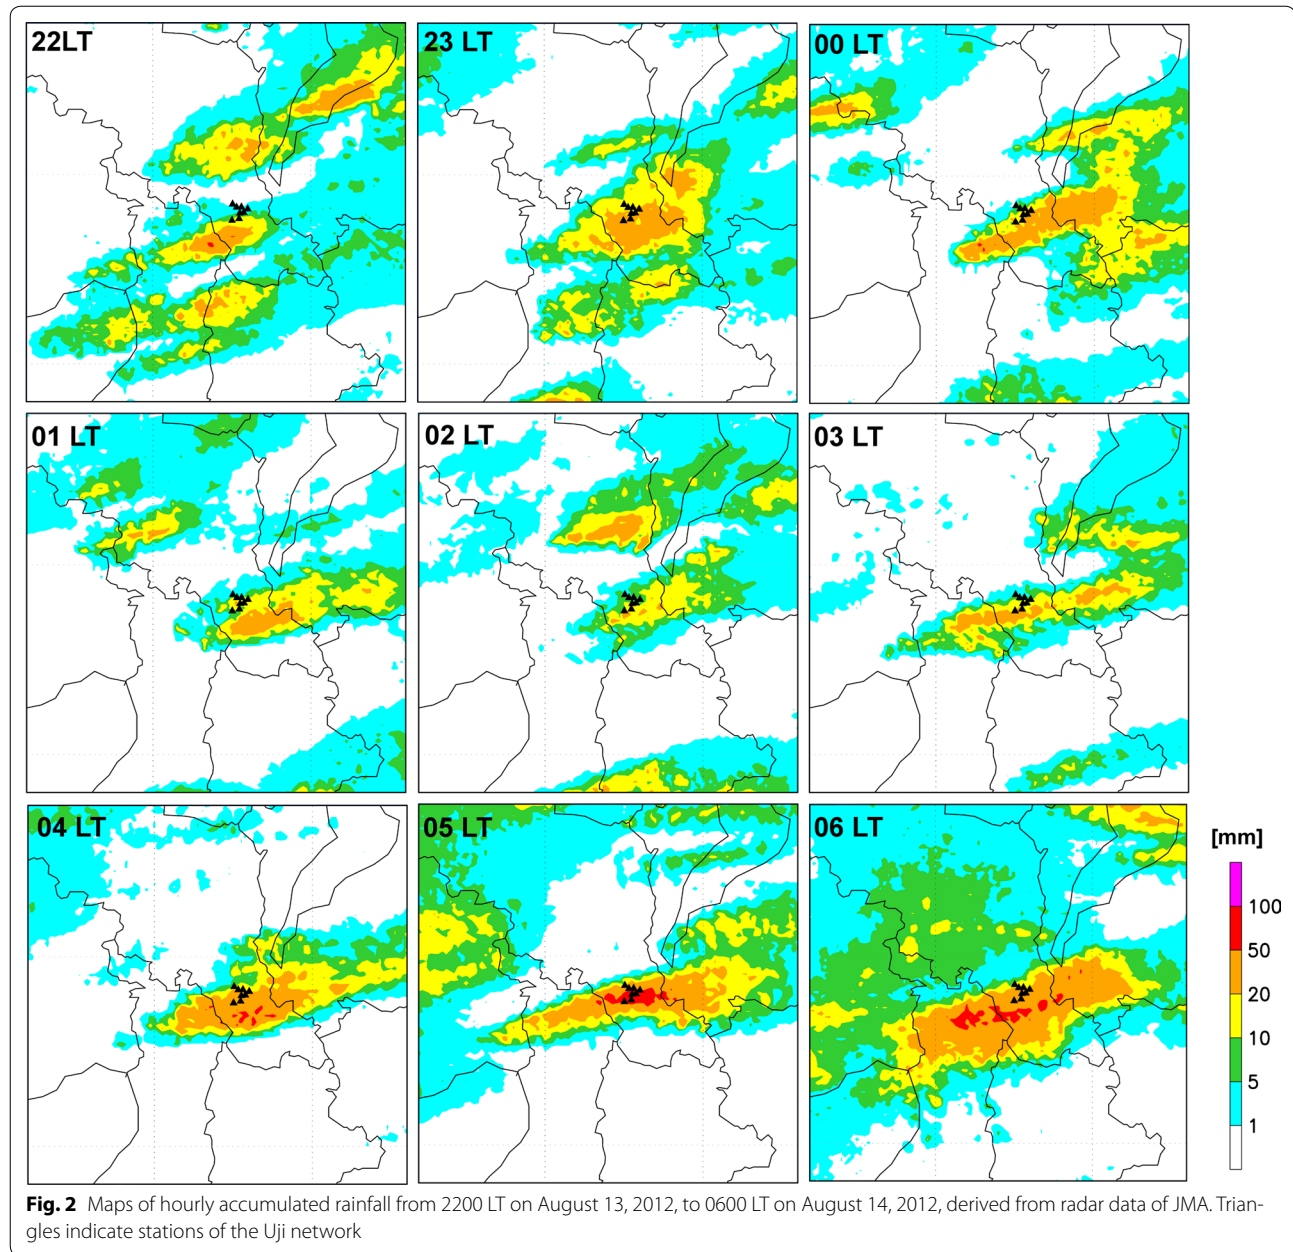 22LT
23 LT
00 LT
01 LT
02 LT
03 LT
04 LT
05 LT
06 LT
[mm]
100
50
20
10
5
1
Fig. 2 Maps of hourly accumulated rainfall from 2200 LT on August 13, 2012, to 0600 LT on August 14, 2012, derived from radar data of JMA. Trian-
gles indicate stations of the Uji network